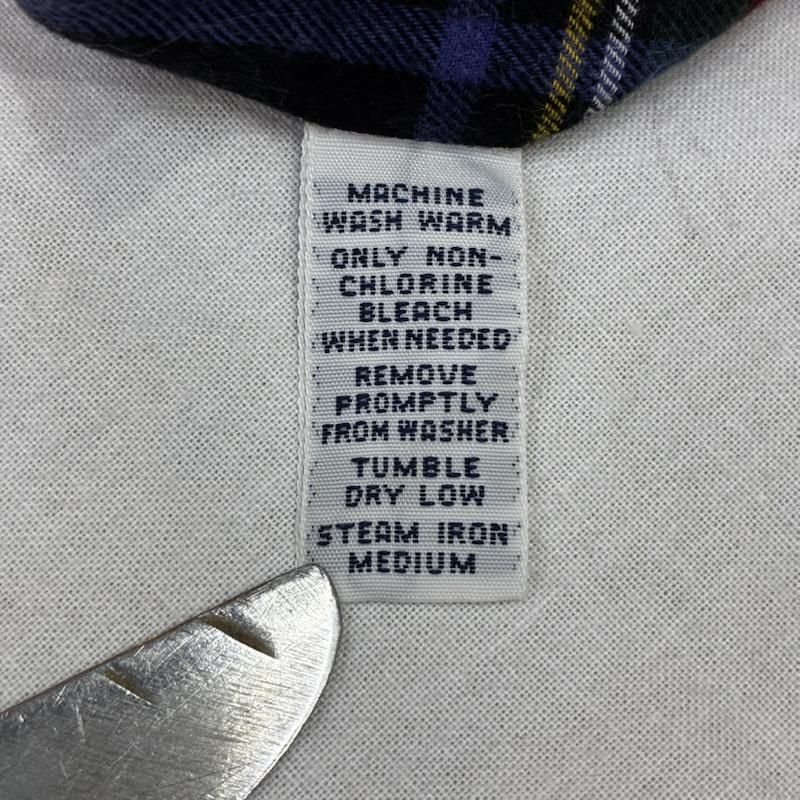 MACHINE
WASH WARM
ONLY NON-
CHLORINE
BLEACH
WHEN NEEDED
REMOVE
PROMPTLY
FROM WASHER
TUMBLE
DRY LOW
STEAM IRON
MEDIUM